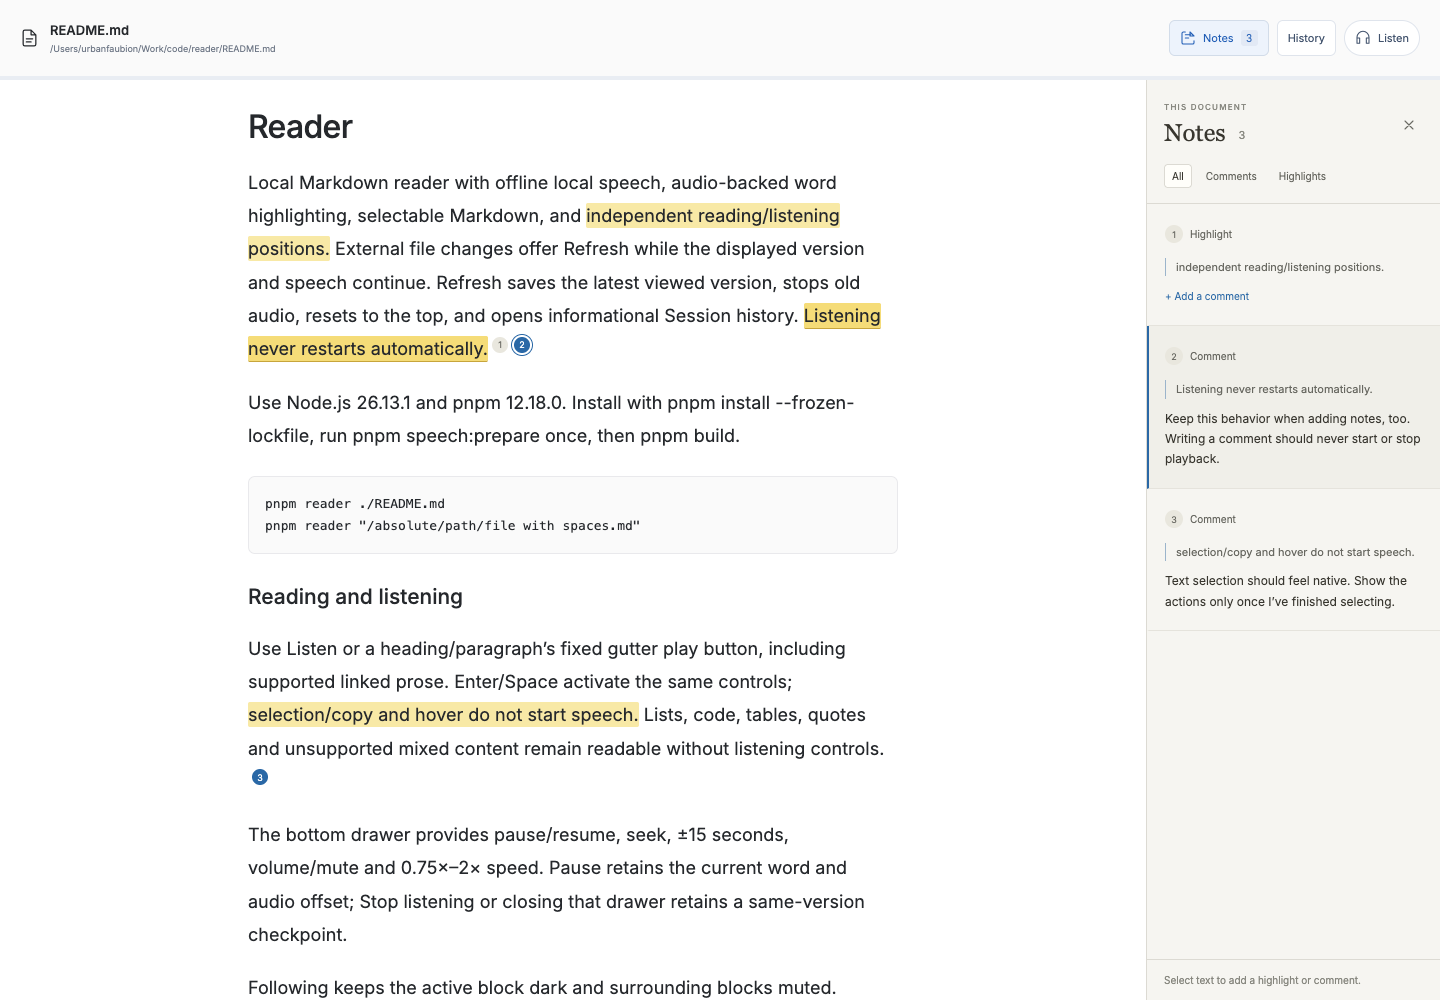 README.md
/Users/urbanfaubion/Work/code/reader/README.md
Notes 3
History
Listen
Reader
Local Markdown reader with offline local speech, audio-backed word
highlighting, selectable Markdown, and independent reading/listening
positions. External file changes offer Refresh while the displayed version
and speech continue. Refresh saves the latest viewed version, stops old
audio, resets to the top, and opens informational Session history. Listening
never restarts automatically. 1 2
Use Node.js 26.13.1 and pnpm 12.18.0. Install with pnpm install --frozen-
lockfile, run pnpm speech:prepare once, then pnpm build.
pnpm reader ./README.md
pnpm reader "/absolute/path/file with spaces.md"
Reading and listening
Use Listen or a heading/paragraph’s fixed gutter play button, including
supported linked prose. Enter/Space activate the same controls;
selection/copy and hover do not start speech. Lists, code, tables, quotes
and unsupported mixed content remain readable without listening controls.
3
The bottom drawer provides pause/resume, seek, ±15 seconds,
volume/mute and 0.75×–2× speed. Pause retains the current word and
audio offset; Stop listening or closing that drawer retains a same-version
checkpoint.
Following keeps the active block dark and surrounding blocks muted.
THIS DOCUMENT
Notes 3
All Comments Highlights
1 Highlight
independent reading/listening positions.
+ Add a comment
2 Comment
Listening never restarts automatically.
Keep this behavior when adding notes, too.
Writing a comment should never start or stop
playback.
3 Comment
selection/copy and hover do not start speech.
Text selection should feel native. Show the
actions only once I’ve finished selecting.
Select text to add a highlight or comment.